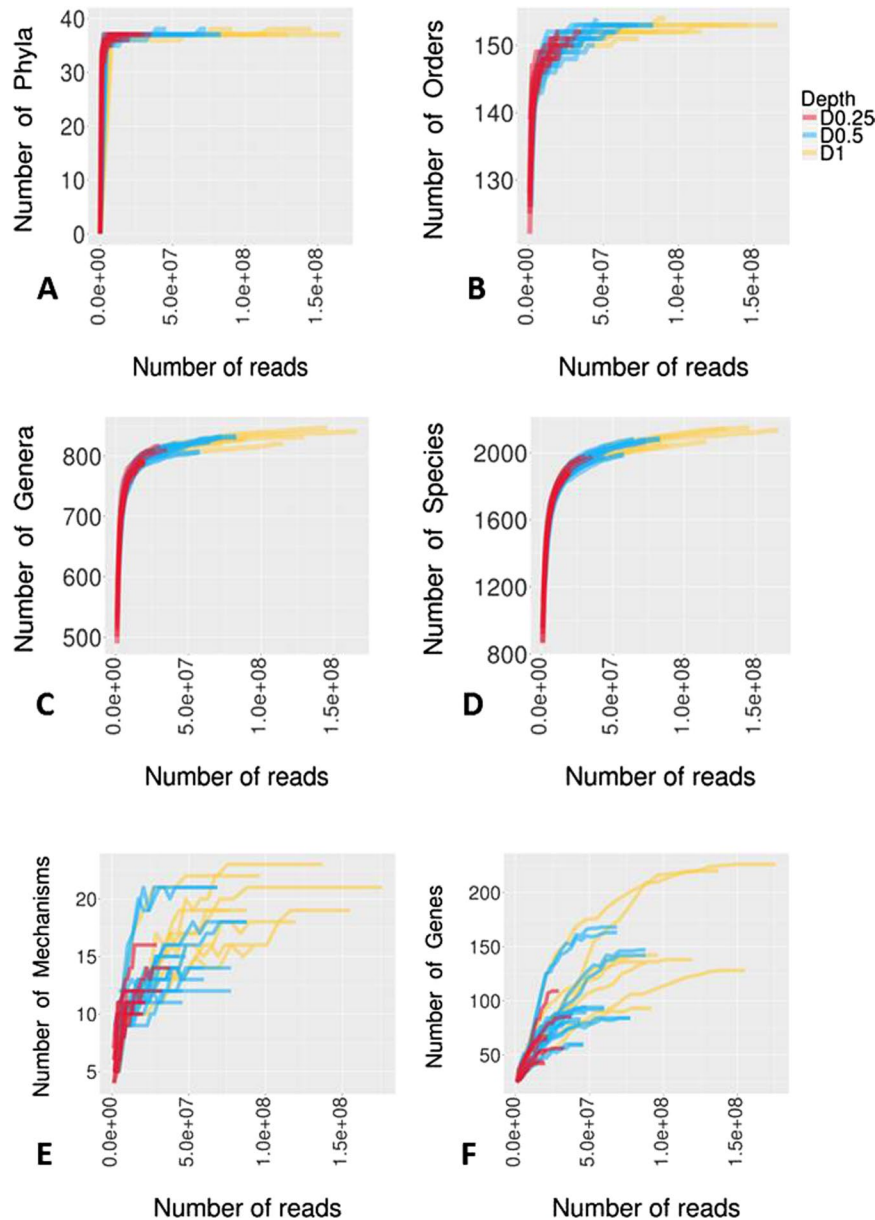 Number of Phyla
40
30
20
10
0
0.0e+00
5.0e+07
1.0e+08
1.5e+08
A
Number of reads
Number of Orders
150
140
130
0.0e+00
5.0e+07
1.0e+08
1.5e+08
B
Number of reads
Depth
D0.25
D0.5
D1
Number of Genera
800
700
600
500
0.0e+00
5.0e+07
1.0e+08
1.5e+08
C
Number of reads
Number of Species
2000
1600
1200
800
0.0e+00
5.0e+07
1.0e+08
1.5e+08
D
Number of reads
Number of Mechanisms
20
15
10
5
0.0e+00
5.0e+07
1.0e+08
1.5e+08
E
Number of reads
Number of Genes
200
150
100
50
0.0e+00
5.0e+07
1.0e+08
1.5e+08
F
Number of reads